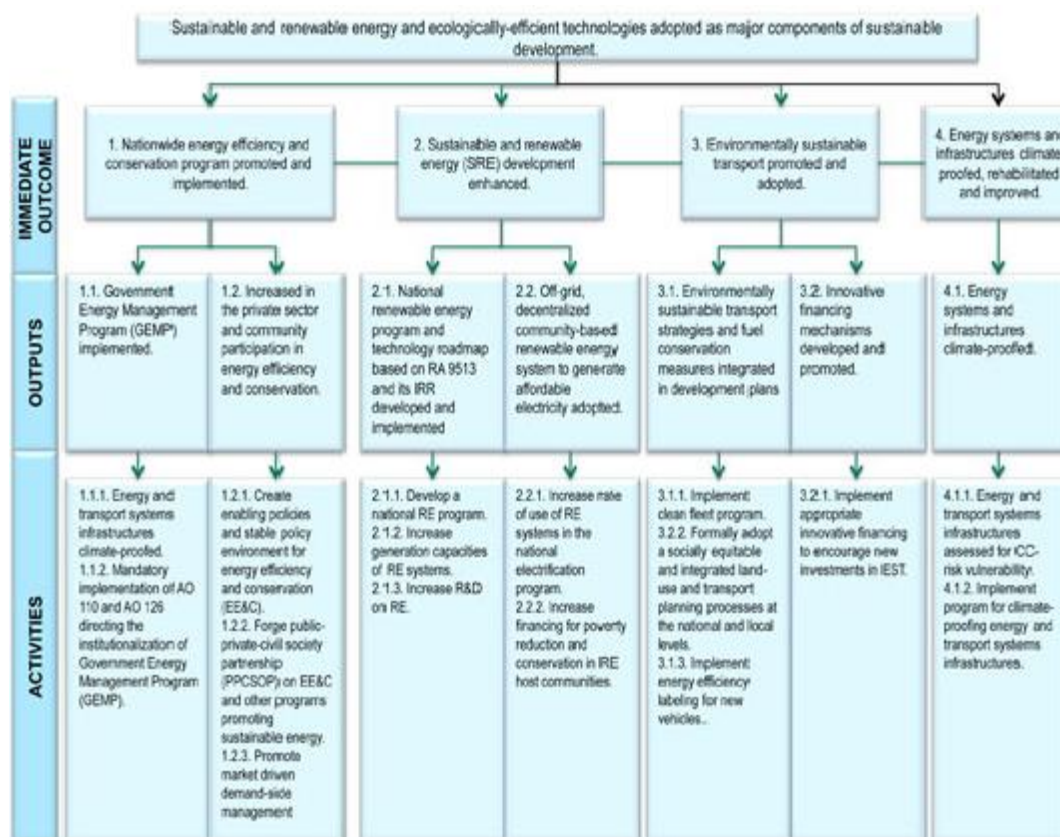 Sustainable and renewable energy and ecologically-efficient technologies adopted as major components of sustainable
development.
IMMEDIATE
OUTCOME
1. Nationwide energy efficiency and
conservation program promoted and
implemented.
2. Sustainable and renewable
energy (SRE) development
enhanced.
3. Environmentally sustainable
transport promoted and
adopted.
4. Energy systems and
infrastructures climate-
proofed, rehabilitated
and improved.
OUTPUTS
1.1. Government
Energy Management
Program (GEMP)
implemented.
1.2. Increased in
the private sector
and community
participation in
energy efficiency
and conservation.
2.1. National
renewable energy
program and
technology roadmap
based on RA 9513
and its IRR
developed and
implemented
2.2. Off-grid,
decentralized
community-based
renewable energy
system to generate
affordable
electricity adopted.
3.1. Environmentally
sustainable transport
strategies and fuel
conservation
measures integrated
in development plans
3.2. Innovative
financing
mechanisms
developed and
promoted.
4.1. Energy
systems and
infrastructures
climate-proofed.
ACTIVITIES
1.1.1. Energy and
transport systems
infrastructures
climate-proofed.
1.1.2. Mandatory
implementation of AO
110 and AO 126
directing the
institutionalization of
Government Energy
Management Program
(GEMP).
1.2.1. Create
enabling policies
and stable policy
environment for
energy efficiency
and conservation
(EE&C).
1.2.2. Forge public-
private-civil society
partnership
(PPCSOP) on EE&C
and other programs
promoting
sustainable energy.
1.2.3. Promote
market driven
demand-side
management
2.1.1. Develop a
national RE program.
2.1.2. Increase
generation capacities
of RE systems.
2.1.3. Increase R&D
on RE.
2.2.1. Increase rate
of use of RE
systems in the
national
electrification
program.
2.2.2. Increase
financing for poverty
reduction and
conservation in IRE
host communities.
3.1.1. Implement
clean fleet program.
3.2.2. Formally adopt
a socially equitable
and integrated land-
use and transport
planning processes at
the national and local
levels.
3.1.3. Implement
energy efficiency
labeling for new
vehicles..
3.2.1. Implement
appropriate
innovative financing
to encourage new
investments in IEST.
4.1.1. Energy and
transport systems
infrastructures
assessed for CC-
risk vulnerability.
4.1.2. Implement
program for climate-
proofing energy and
transport systems
infrastructures.